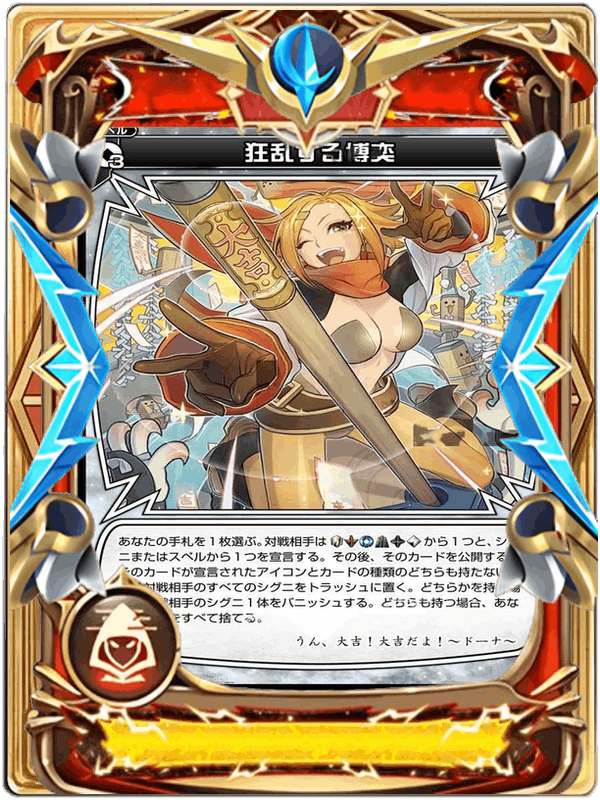 ル
3
狂乱する博奕
大吉
あなたの手札を1枚選ぶ。対戦相手は から1つと、シ
ニまたはスペルから1つを宣言する。その後、そのカードを公開する
のカードが宣言されたアイコンとカードの種類のどちらも持たない
対戦相手のすべてのシグニをトラッシュに置く。どちらかを持
相手のシグニ1体をバニッシュする。どちらも持つ場合、あな
をすべて捨てる。
うん、大吉！大吉だよ！～ドーナ～